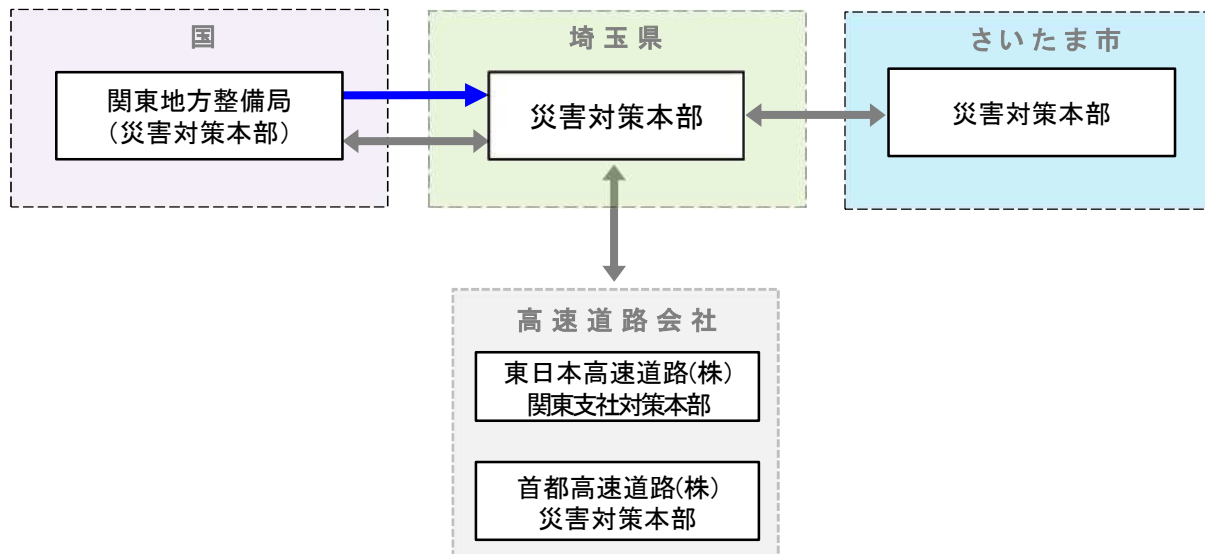 国
関東地方整備局
（災害対策本部）
埼玉県
災害対策本部
さいたま市
災害対策本部
高速道路会社
東日本高速道路(株)
関東支社対策本部
首都高速道路(株)
災害対策本部